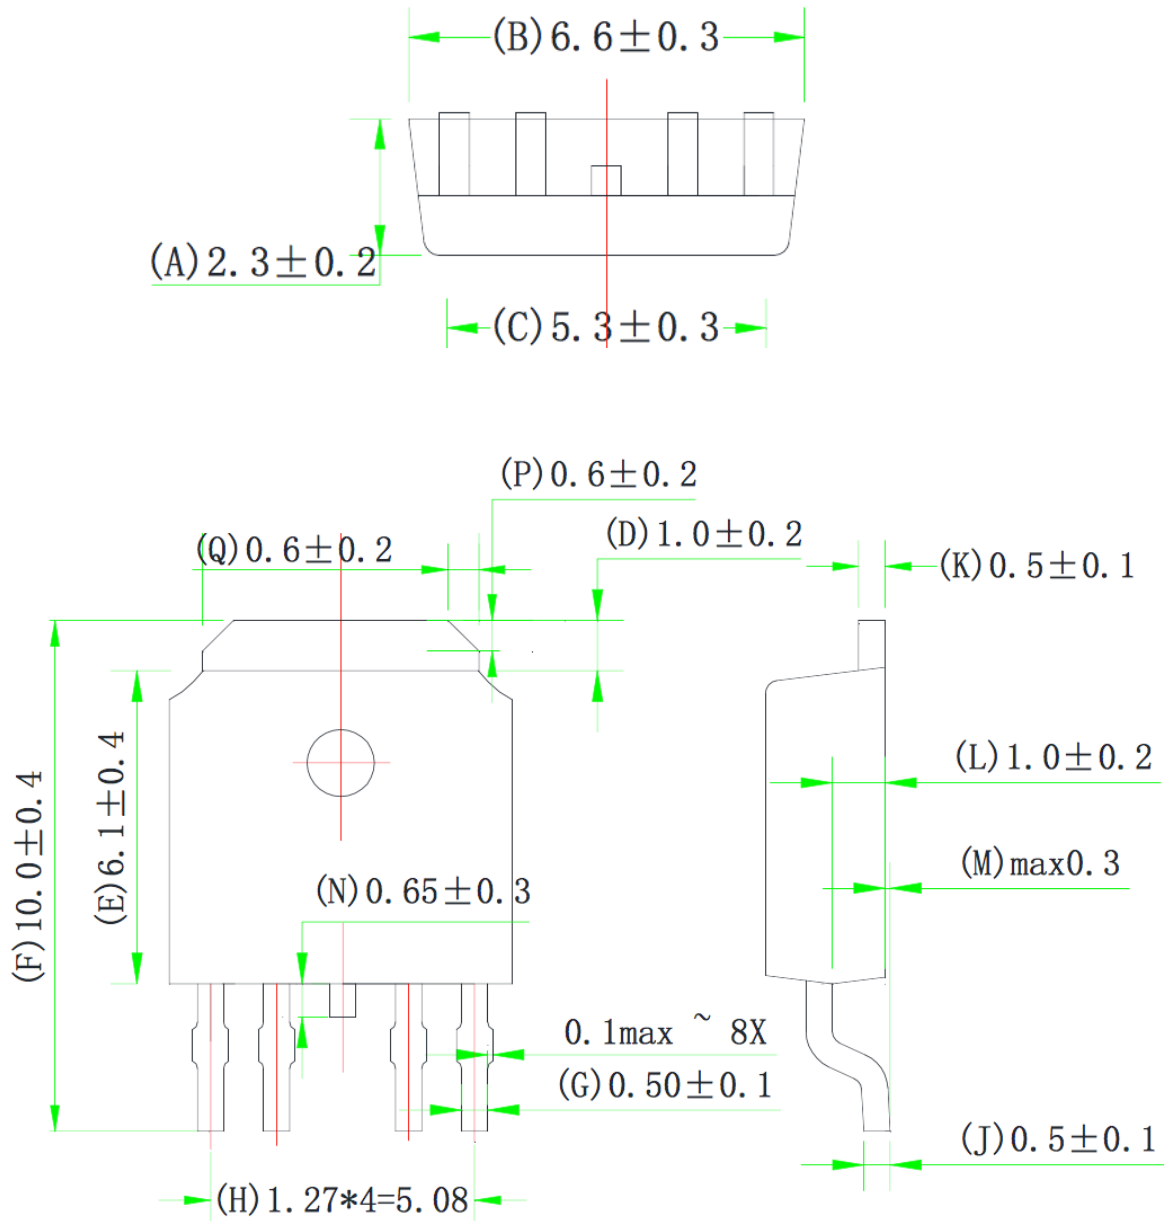 (B)6.6±0.3
(A)2.3±0.2
(C)5.3±0.3
(P)0.6±0.2
(Q)0.6±0.2
(D)1.0±0.2
(K)0.5±0.1
(F)10.0±0.4
(E)6.1±0.4
(L)1.0±0.2
(N)0.65±0.3
(M)max0.3
0.1max ~ 8X
(G)0.50±0.1
(J)0.5±0.1
(H)1.27*4=5.08